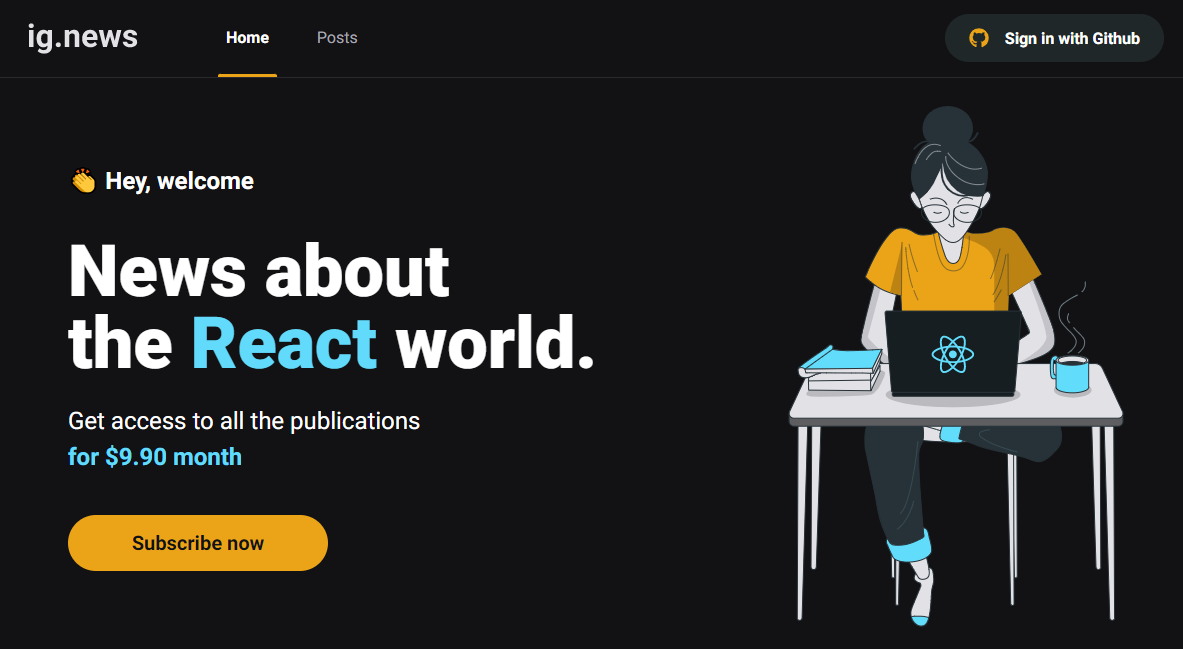 ig.news
Home
Posts
Sign in with Github
👏 Hey, welcome
News about
the React world.
Get access to all the publications
for $9.90 month
Subscribe now